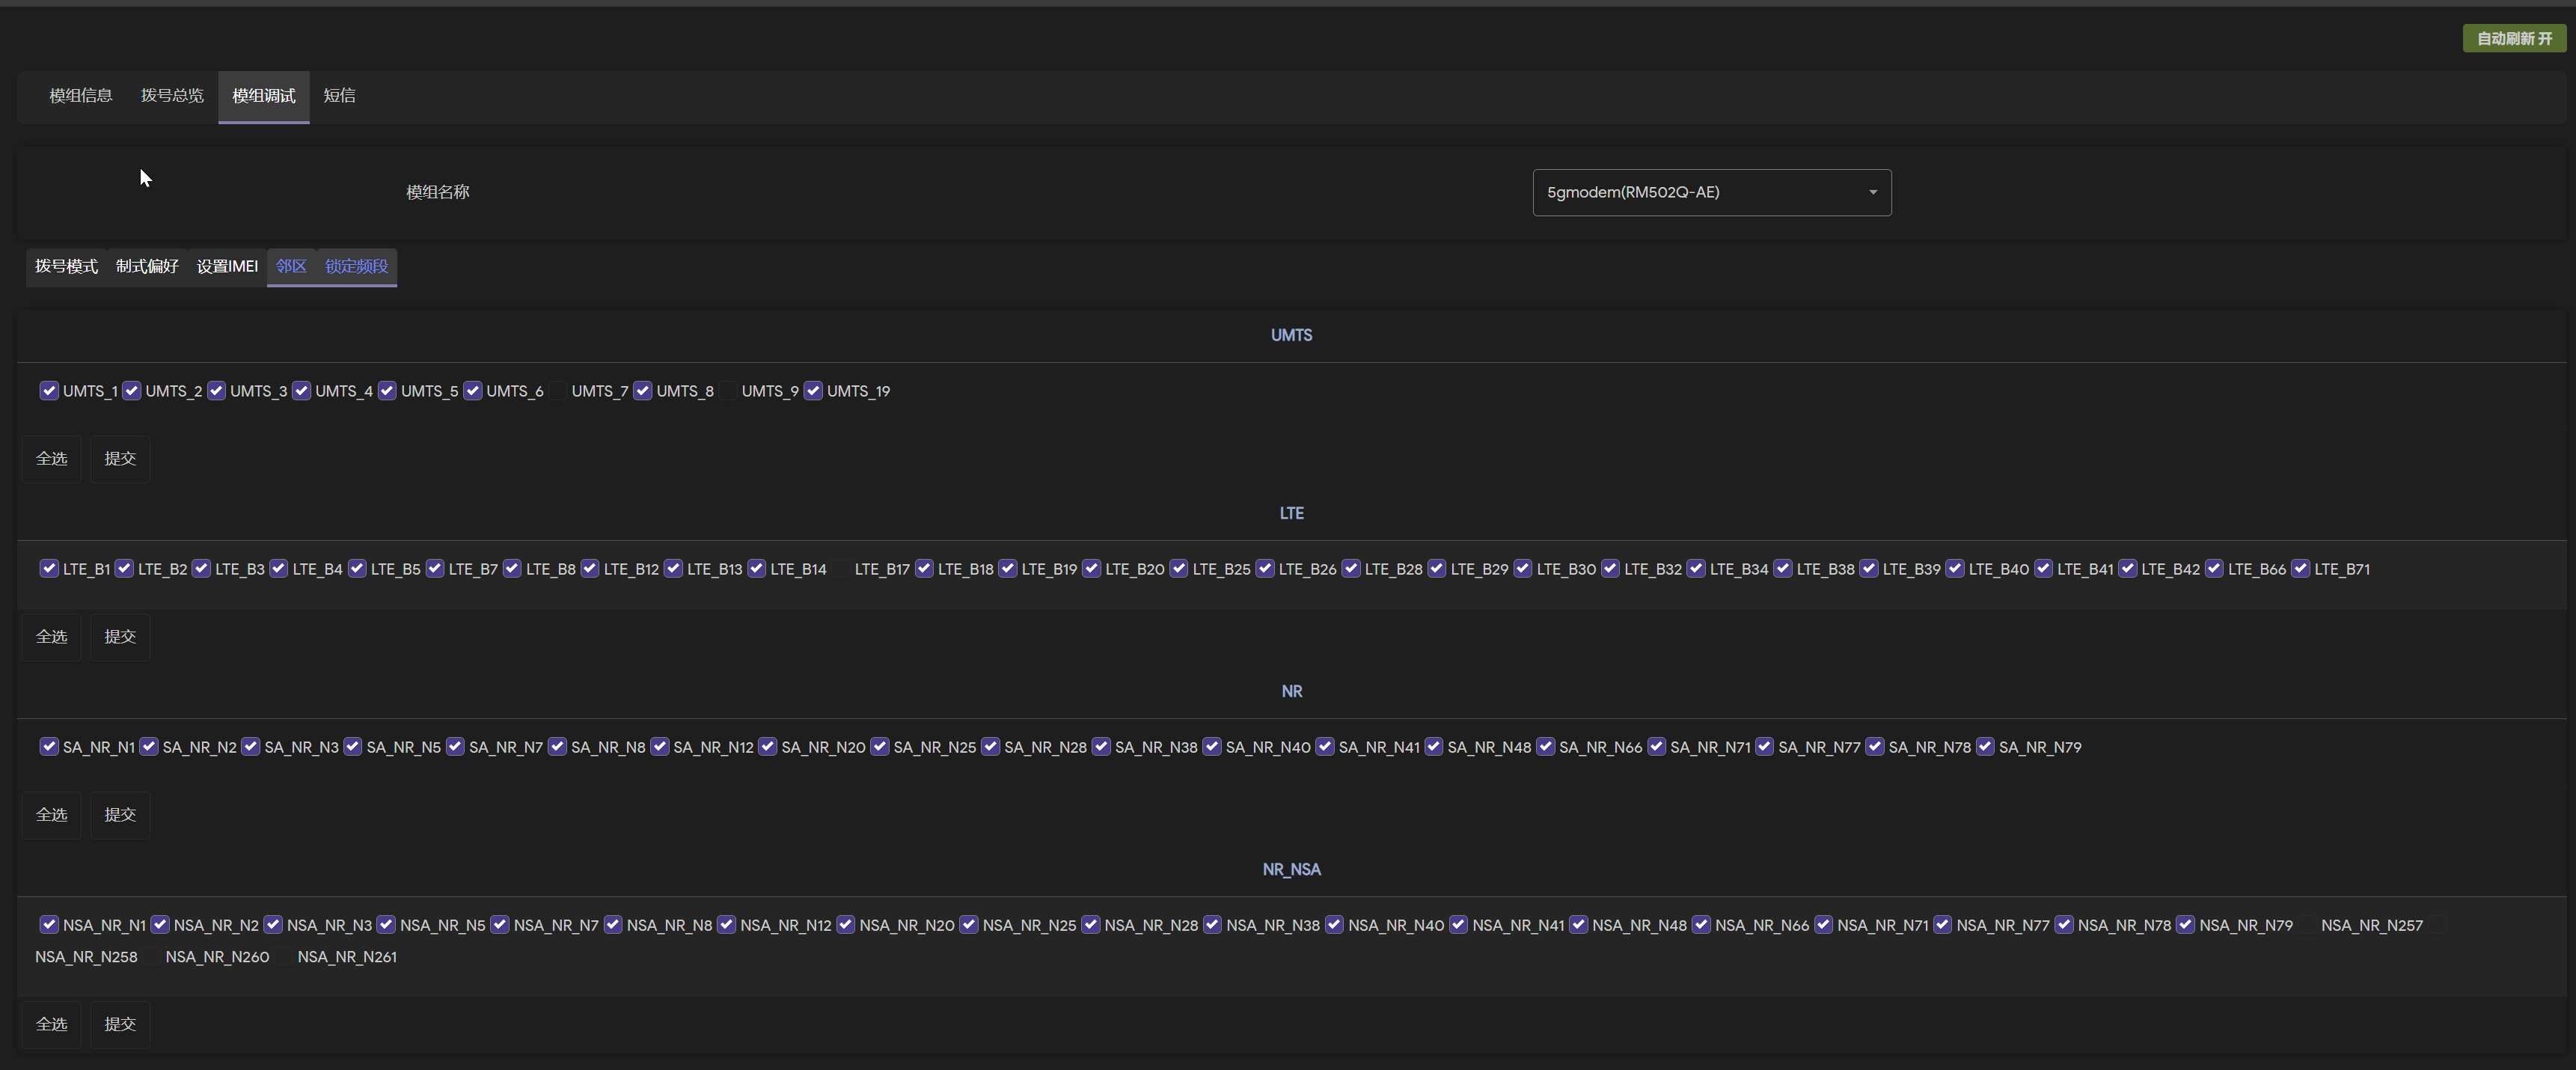 自动刷新 开
模组信息 拨号总览 模组调试 短信
模组名称 5gmodem(RM502Q-AE)
拨号模式 制式偏好 设置IMEI 邻区 锁定频段
UMTS
UMTS_1 UMTS_2 UMTS_3 UMTS_4 UMTS_5 UMTS_6 UMTS_7 UMTS_8 UMTS_9 UMTS_19
全选 提交
LTE
LTE_B1 LTE_B2 LTE_B3 LTE_B4 LTE_B5 LTE_B7 LTE_B8 LTE_B12 LTE_B13 LTE_B14 LTE_B17 LTE_B18 LTE_B19 LTE_B20 LTE_B25 LTE_B26 LTE_B28 LTE_B29 LTE_B30 LTE_B32 LTE_B34 LTE_B38 LTE_B39 LTE_B40 LTE_B41 LTE_B42 LTE_B66 LTE_B71
全选 提交
NR
SA_NR_N1 SA_NR_N2 SA_NR_N3 SA_NR_N5 SA_NR_N7 SA_NR_N8 SA_NR_N12 SA_NR_N20 SA_NR_N25 SA_NR_N28 SA_NR_N38 SA_NR_N40 SA_NR_N41 SA_NR_N48 SA_NR_N66 SA_NR_N71 SA_NR_N77 SA_NR_N78 SA_NR_N79
全选 提交
NR_NSA
NSA_NR_N1 NSA_NR_N2 NSA_NR_N3 NSA_NR_N5 NSA_NR_N7 NSA_NR_N8 NSA_NR_N12 NSA_NR_N20 NSA_NR_N25 NSA_NR_N28 NSA_NR_N38 NSA_NR_N40 NSA_NR_N41 NSA_NR_N48 NSA_NR_N66 NSA_NR_N71 NSA_NR_N77 NSA_NR_N78 NSA_NR_N79 NSA_NR_N257
NSA_NR_N258 NSA_NR_N260 NSA_NR_N261
全选 提交